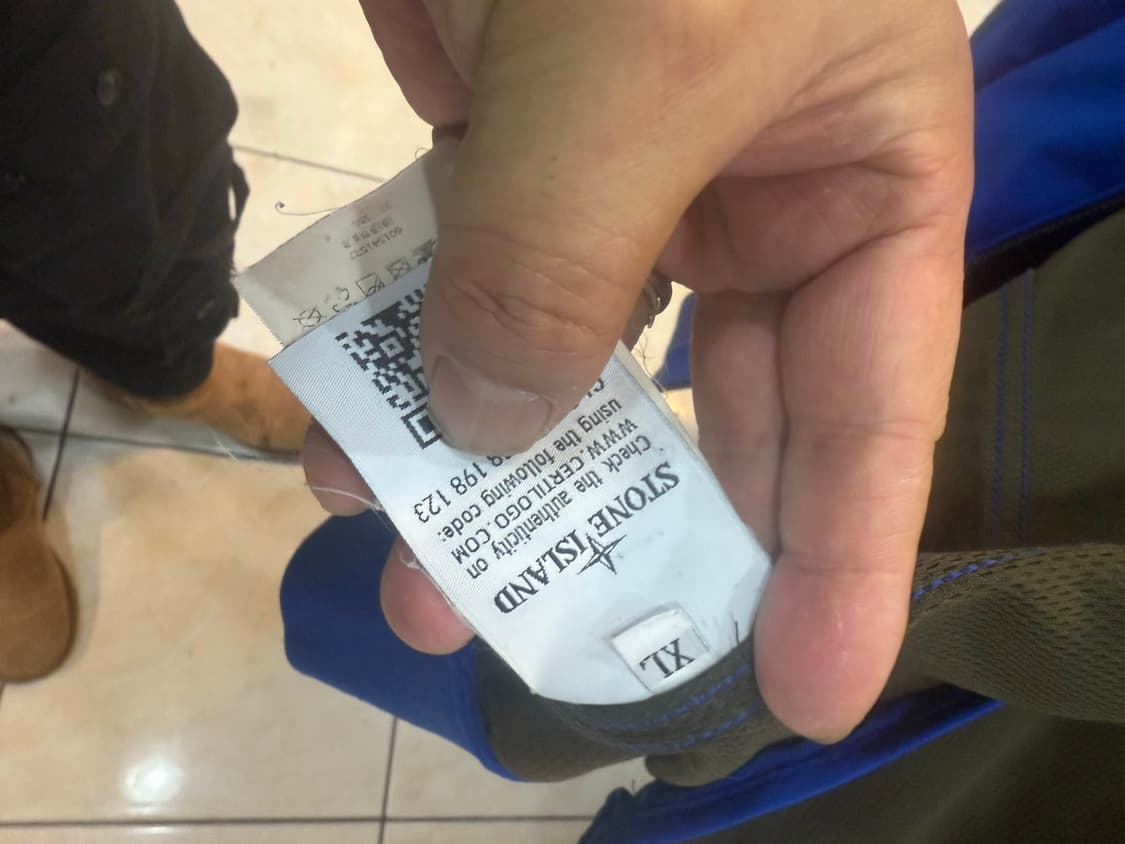 XL
STONE ISLAND
Check the authenticity on
WWW.CERTILOGO.COM
using the following code:
198 123